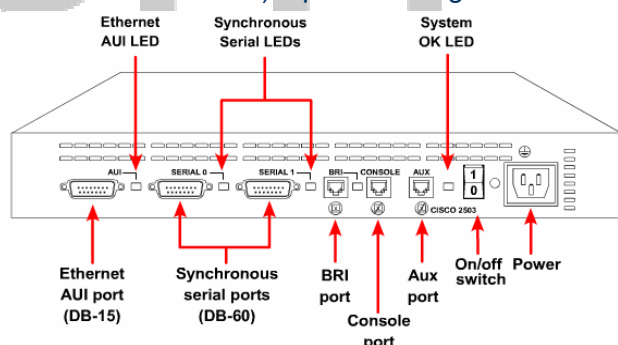 Ethernet AUI LED
Synchronous Serial LEDs
System OK LED
AUI
SERIAL 0
SERIAL 1
BRI
CONSOLE
AUX
1
0
CISCO 2503
Ethernet AUI port (DB-15)
Synchronous serial ports (DB-60)
BRI port
Console port
Aux port
On/off switch
Power